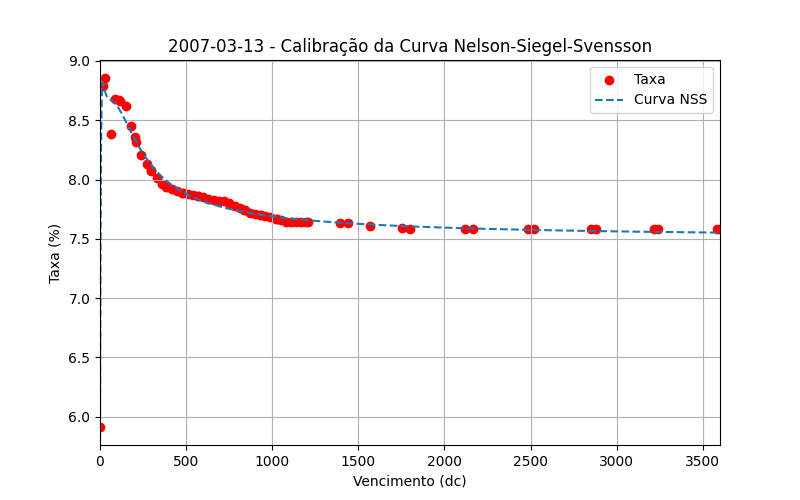 2007-03-13 - Calibração da Curva Nelson-Siegel-Svensson
Taxa
Curva NSS
Taxa (%)
9.0
8.5
8.0
7.5
7.0
6.5
6.0
0 500 1000 1500 2000 2500 3000 3500
Vencimento (dc)